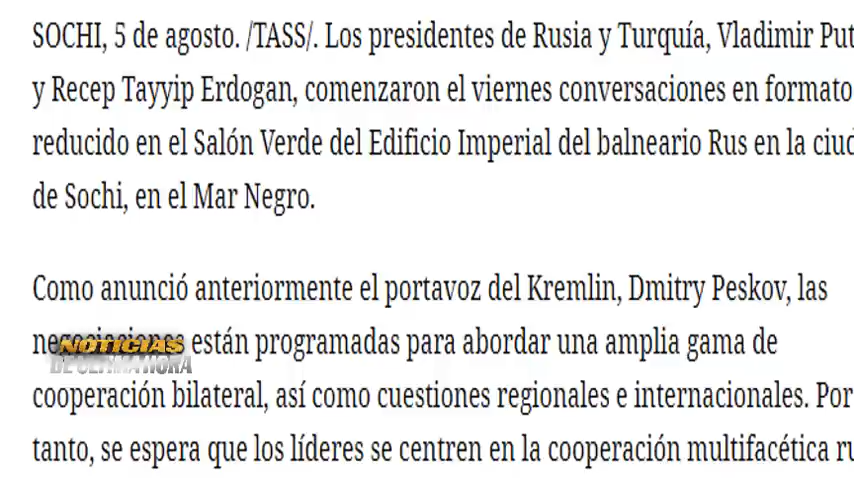 SOCHI, 5 de agosto. /TASS/. Los presidentes de Rusia y Turquía, Vladimir Put
y Recep Tayyip Erdogan, comenzaron el viernes conversaciones en formato
reducido en el Salón Verde del Edificio Imperial del balneario Rus en la ciud
de Sochi, en el Mar Negro.
Como anunció anteriormente el portavoz del Kremlin, Dmitry Peskov, las
negociaciones están programadas para abordar una amplia gama de
NOTICIAS
DE ULTIMA HORA
cooperación bilateral, así como cuestiones regionales e internacionales. Por
tanto, se espera que los líderes se centren en la cooperación multifacética ru